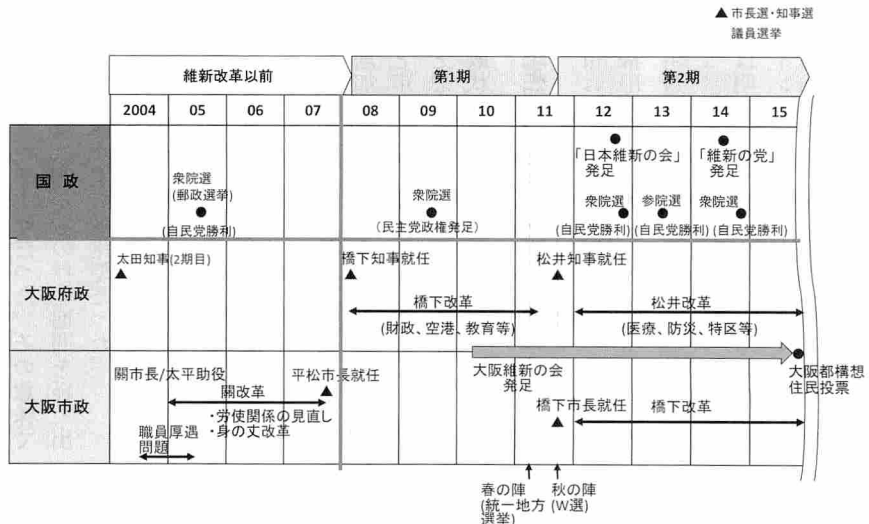 ▲ 市長選・知事選
議員選挙
維新改革以前
第1期
第2期
2004 05 06 07 08 09 10 11 12 13 14 15
国政
衆院選
(郵政選挙)
(自民党勝利)
衆院選
(民主党政権発足)
「日本維新の会」
発足
「維新の党」
発足
衆院選
(自民党勝利)
参院選
(自民党勝利)
衆院選
(自民党勝利)
大阪府政
太田知事(2期目)
橋下知事就任
松井知事就任
橋下改革
(財政、空港、教育等)
松井改革
(医療、防災、特区等)
大阪維新の会
発足
大阪都構想
住民投票
大阪市政
關市長/大平助役
平松市長就任
關改革
・労使関係の見直し
・身の丈改革
職員厚遇
問題
橋下市長就任
橋下改革
春の陣
(統一地方
選挙)
秋の陣
(W選)